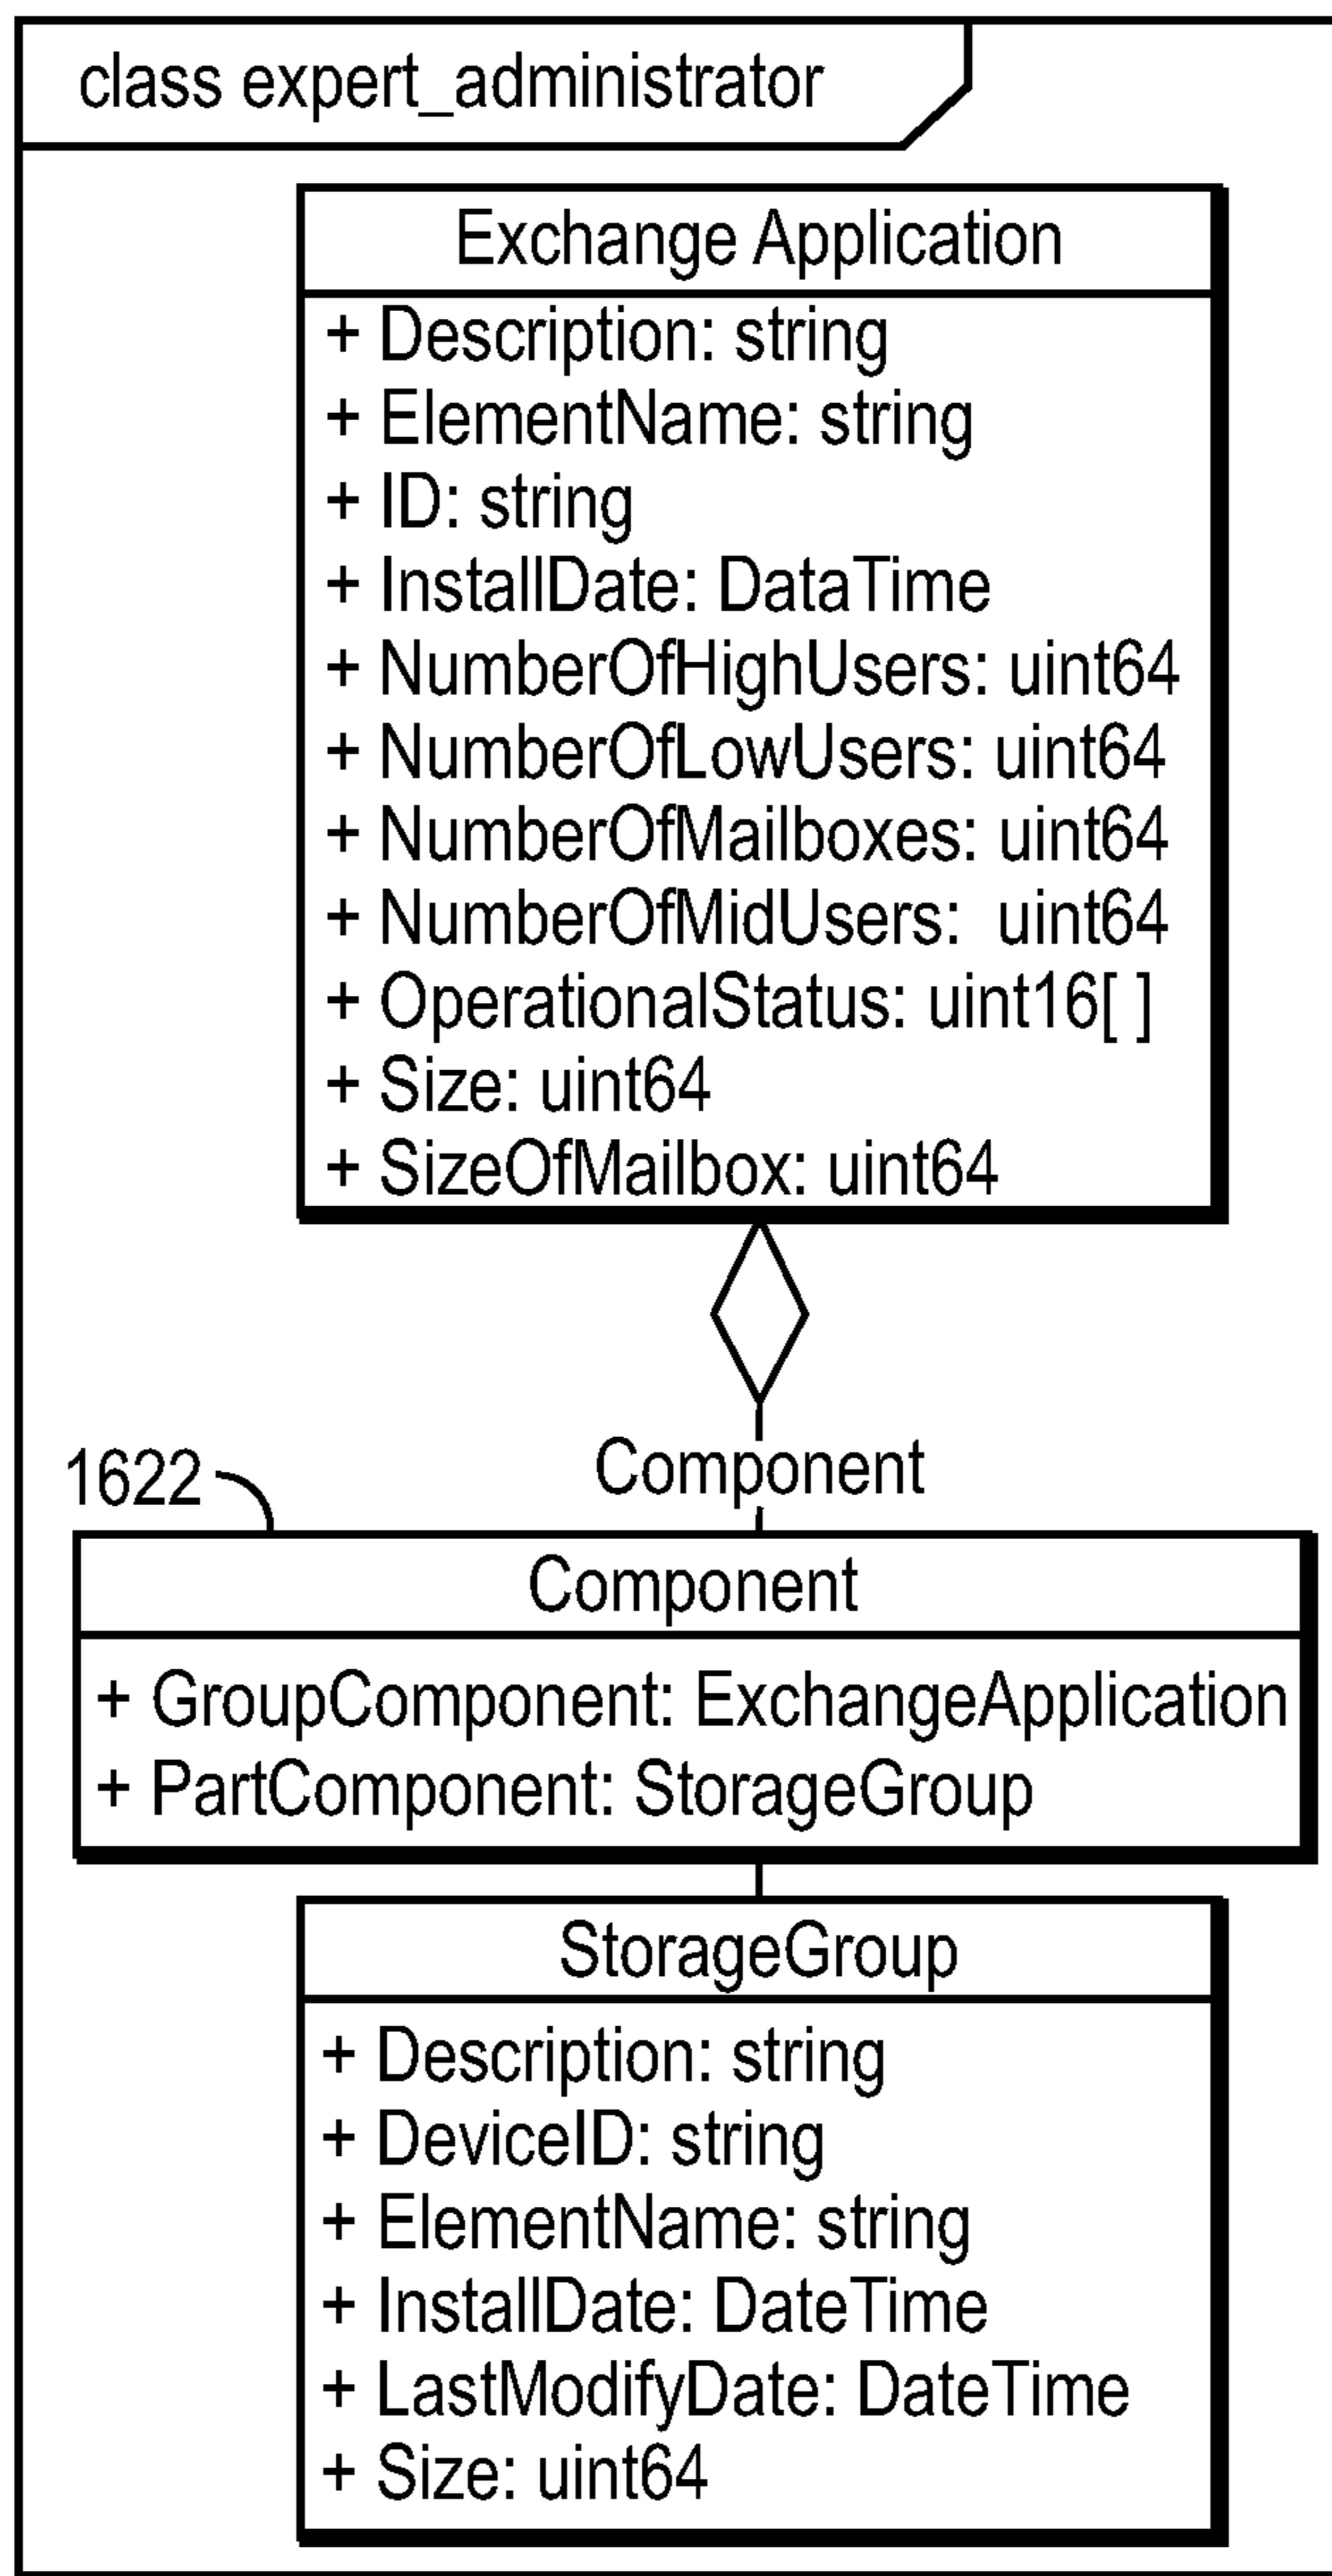 class expert_administrator
Exchange Application
+ Description: string
+ ElementName: string
+ ID: string
+ InstallDate: DataTime
+ NumberOfHighUsers: uint64
+ NumberOfLowUsers: uint64
+ NumberOfMailboxes: uint64
+ NumberOfMidUsers: uint64
+ OperationalStatus: uint16[ ]
+ Size: uint64
+ SizeOfMailbox: uint64
Component
1622
Component
+ GroupComponent: ExchangeApplication
+ PartComponent: StorageGroup
StorageGroup
+ Description: string
+ DeviceID: string
+ ElementName: string
+ InstallDate: DateTime
+ LastModifyDate: DateTime
+ Size: uint64